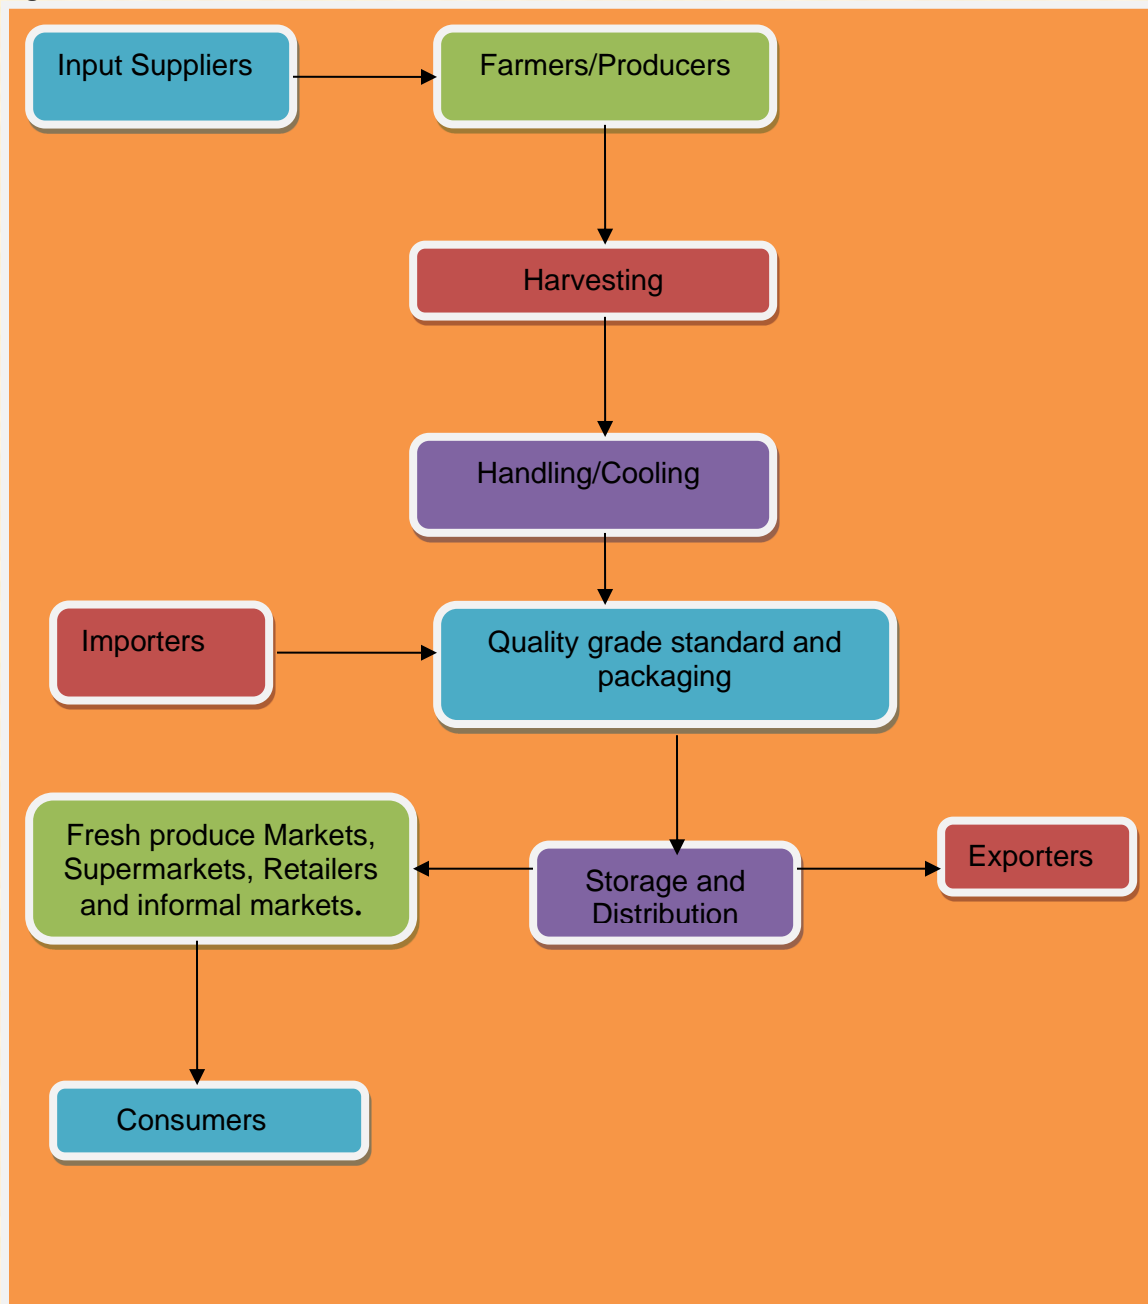 Input Suppliers
Farmers/Producers
Harvesting
Handling/Cooling
Importers
Quality grade standard and
packaging
Fresh produce Markets,
Supermarkets, Retailers
and informal markets.
Storage and
Distribution
Exporters
Consumers